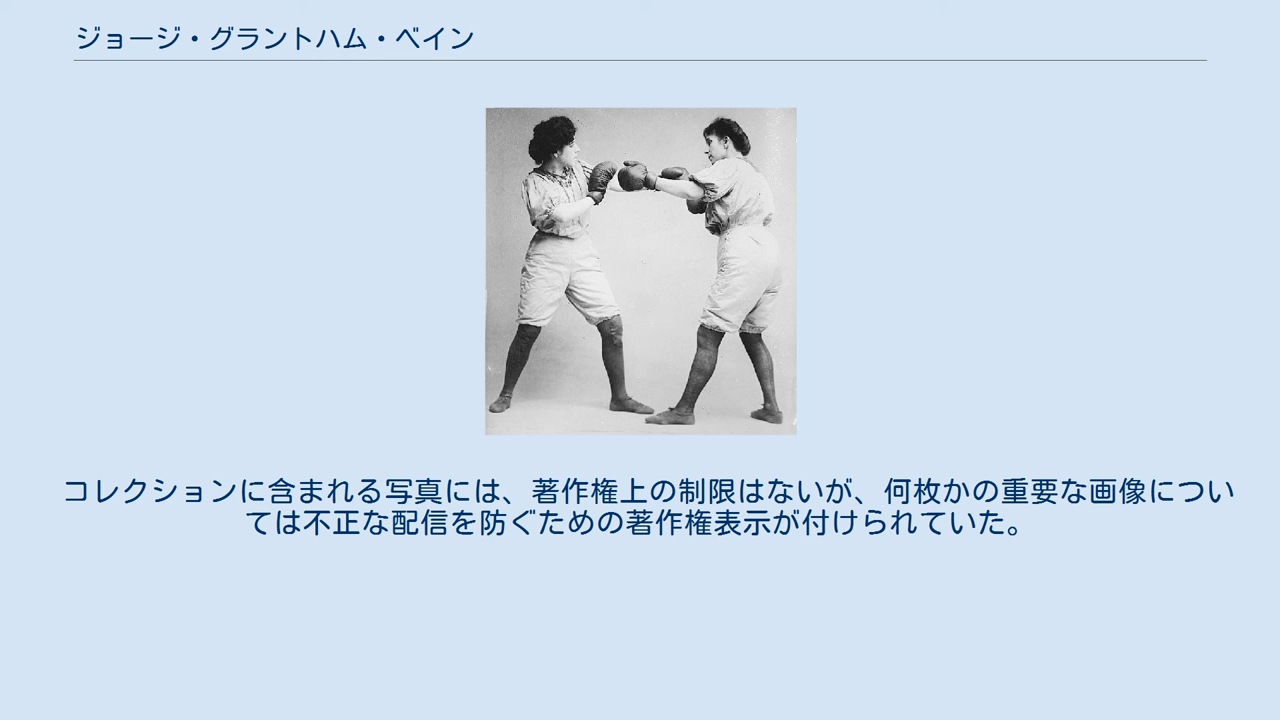 ジョージ・グラントハム・ベイン
コレクションに含まれる写真には、著作権上の制限はないが、何枚かの重要な画像につい
ては不正な配信を防ぐための著作権表示が付けられていた。